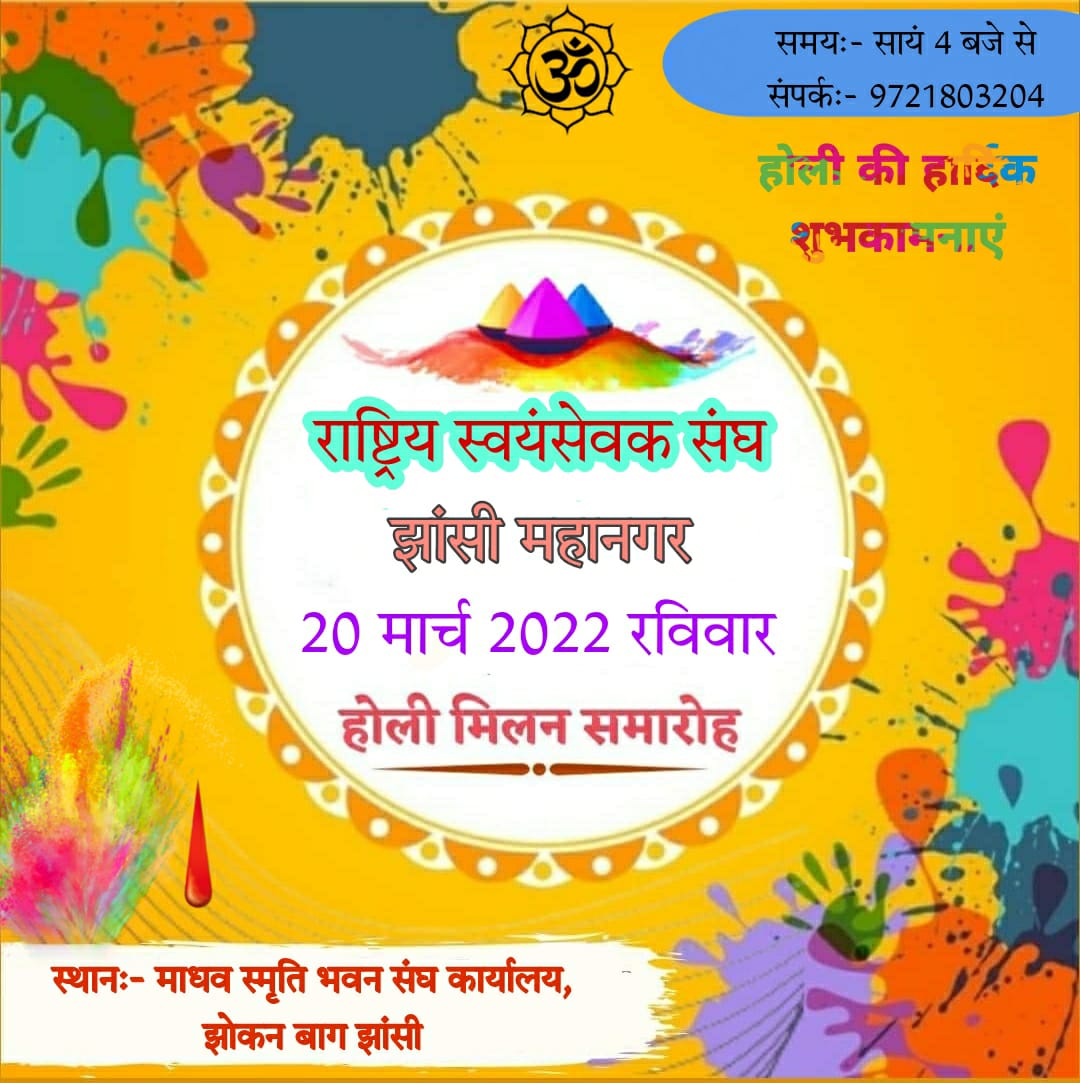 ॐ
समयः- सायं 4 बजे से
संपर्कः- 9721803204
होली की हार्दिक
शुभकामनाएं
राष्ट्रिय स्वयंसेवक संघ
झांसी महानगर
20 मार्च 2022 रविवार
होली मिलन समारोह
स्थानः- माधव स्मृति भवन संघ कार्यालय,
झोकन बाग झांसी